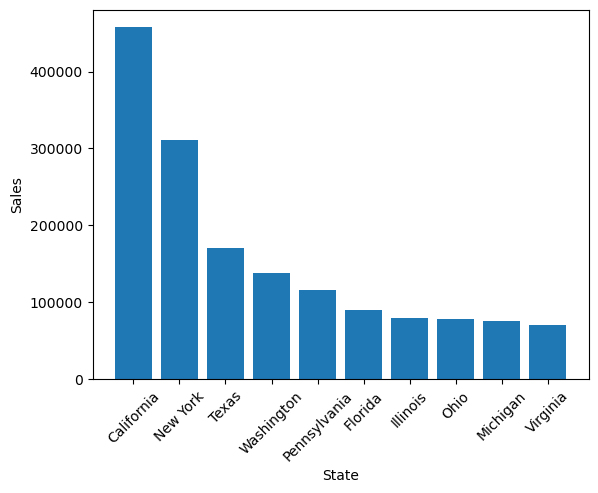 400000
300000
200000
100000
0
Sales
California
New York
Texas
Washington
Pennsylvania
Florida
Illinois
Ohio
Michigan
Virginia
State